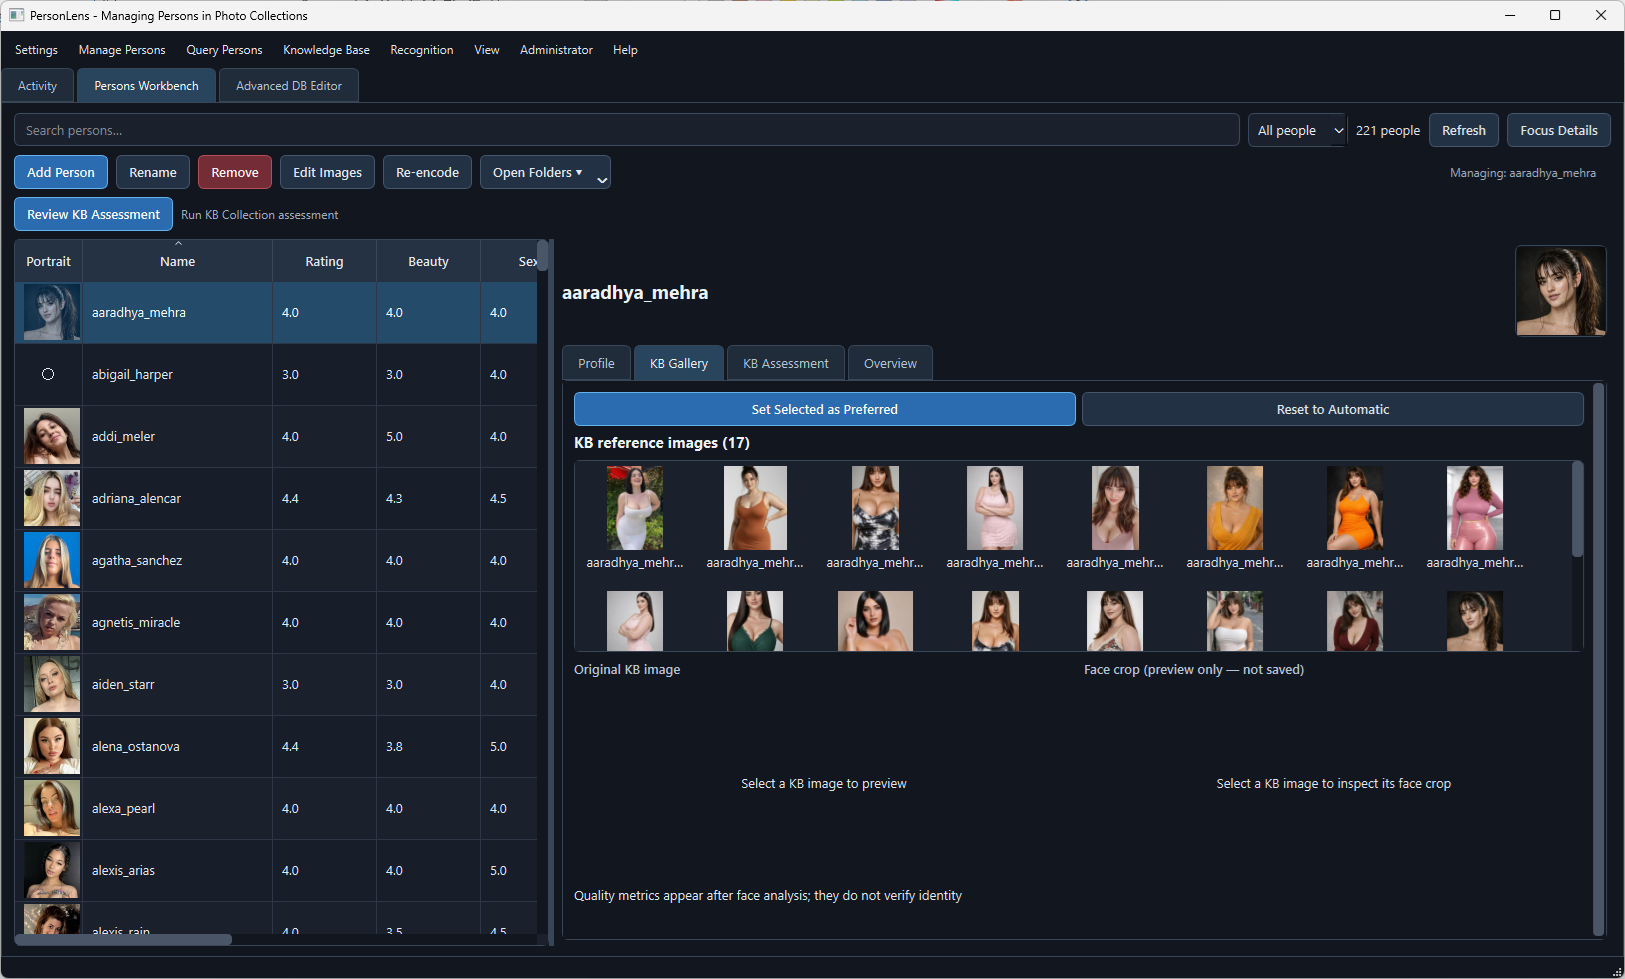 PersonLens - Managing Persons in Photo Collections
Settings Manage Persons Query Persons Knowledge Base Recognition View Administrator Help
Activity Persons Workbench Advanced DB Editor
Search persons... All people 221 people Refresh Focus Details
Add Person Rename Remove Edit Images Re-encode Open Folders ▾ Managing: aaradhya_mehra
Review KB Assessment Run KB Collection assessment
Portrait Name Rating Beauty Sex
aaradhya_mehra 4.0 4.0 4.0
abigail_harper 3.0 3.0 4.0
addi_meler 4.0 5.0 4.0
adriana_alencar 4.4 4.3 4.5
agatha_sanchez 4.0 4.0 4.0
agnetis_miracle 4.0 4.0 4.0
aiden_starr 3.0 3.0 4.0
alena_ostanova 4.4 3.8 5.0
alexa_pearl 4.0 4.0 4.0
alexis_arias 4.0 4.0 5.0
alexis_rain 4.0 3.5 4.5
aaradhya_mehra
Profile KB Gallery KB Assessment Overview
Set Selected as Preferred Reset to Automatic
KB reference images (17)
aaradhya_mehr... aaradhya_mehr... aaradhya_mehr... aaradhya_mehr... aaradhya_mehr... aaradhya_mehr... aaradhya_mehr... aaradhya_mehr...
Original KB image Face crop (preview only — not saved)
Select a KB image to preview Select a KB image to inspect its face crop
Quality metrics appear after face analysis; they do not verify identity